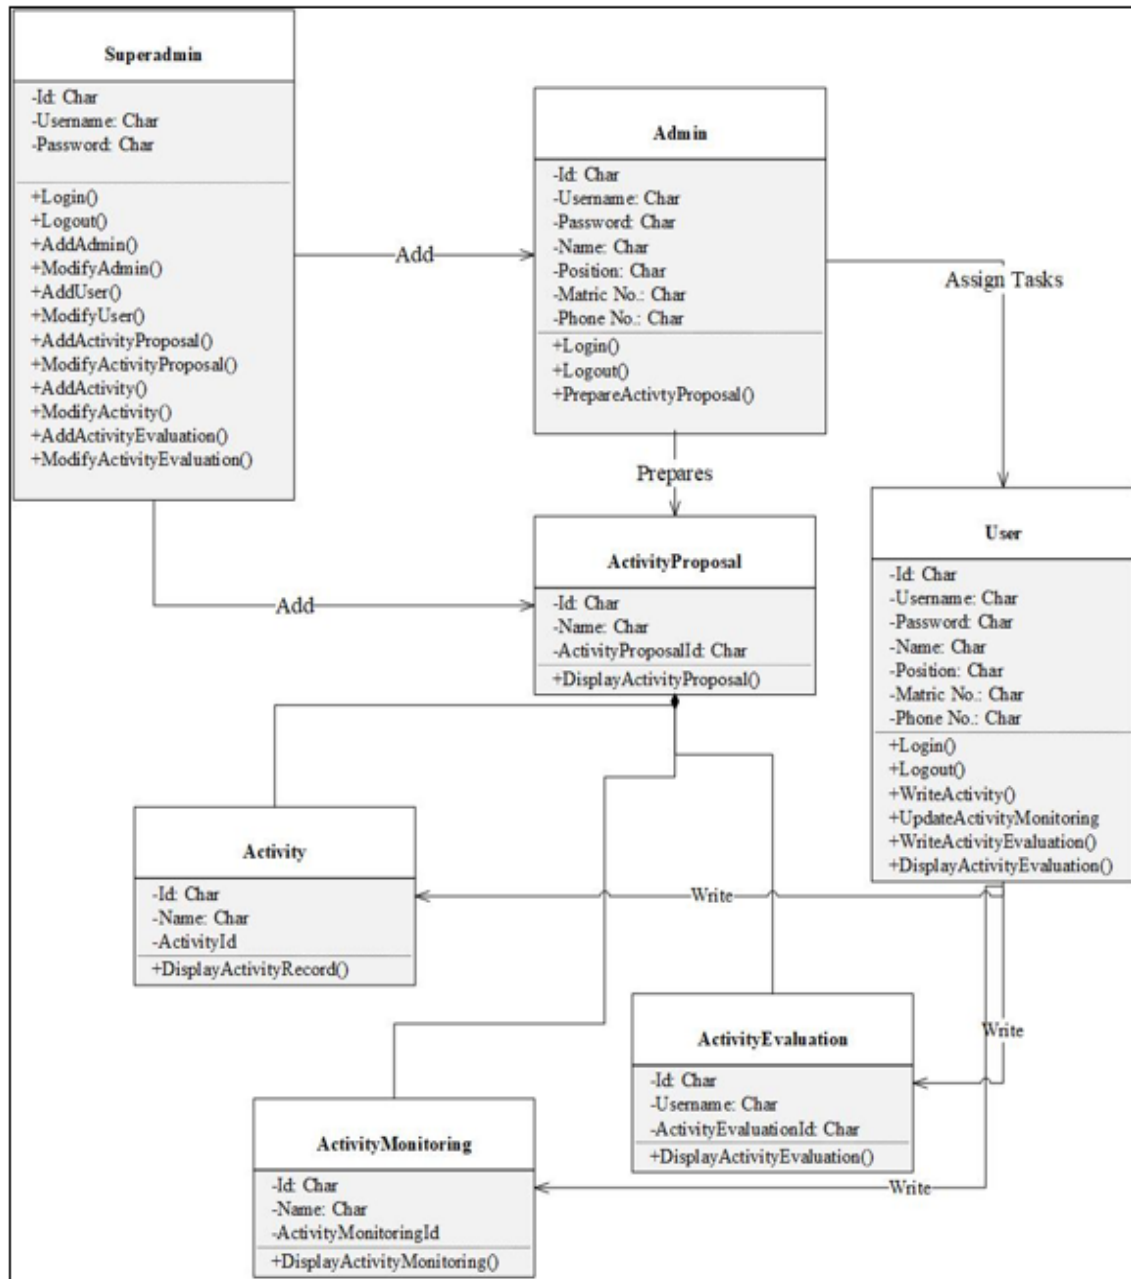 Superadmin
-Id: Char
-Username: Char
-Password: Char
+Login()
+Logout()
+AddAdmin()
+ModifyAdmin()
+AddUser()
+ModifyUser()
+AddActivityProposal()
+ModifyActivityProposal()
+AddActivity()
+ModifyActivity()
+AddActivityEvaluation()
+ModifyActivityEvaluation()
Add
Admin
-Id: Char
-Username: Char
-Password: Char
-Name: Char
-Position: Char
-Matric No.: Char
-Phone No.: Char
+Login()
+Logout()
+PrepareActivtyProposal()
Assign Tasks
Prepares
Add
ActivityProposal
-Id: Char
-Name: Char
-ActivityProposalId: Char
+DisplayActivityProposal()
User
-Id: Char
-Username: Char
-Password: Char
-Name: Char
-Position: Char
-Matric No.: Char
-Phone No.: Char
+Login()
+Logout()
+WriteActivity()
+UpdateActivityMonitoring
+WriteActivityEvaluation()
+DisplayActivityEvaluation()
Activity
-Id: Char
-Name: Char
-ActivityId
+DisplayActivityRecord()
Write
ActivityEvaluation
-Id: Char
-Username: Char
-ActivityEvaluationId: Char
+DisplayActivityEvaluation()
Write
ActivityMonitoring
-Id: Char
-Name: Char
-ActivityMonitoringId
+DisplayActivityMonitoring()
Write